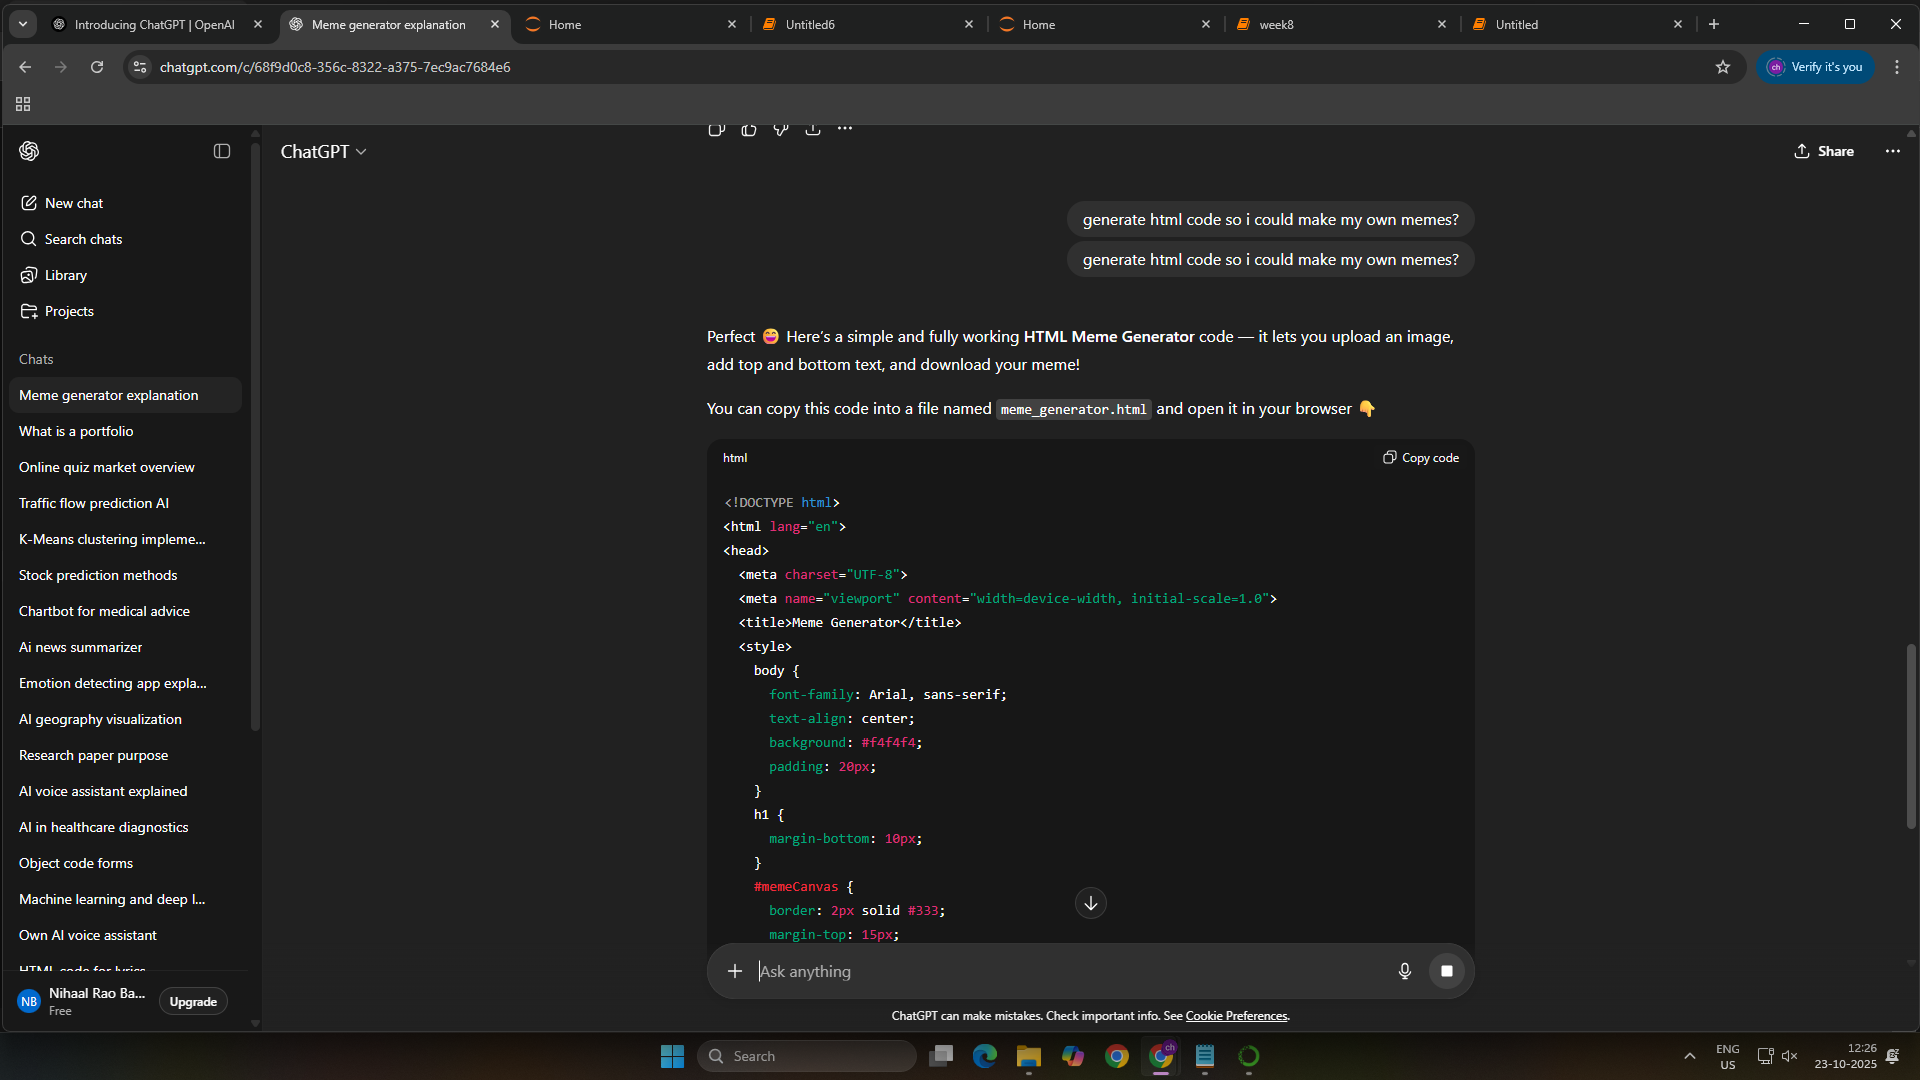 Introducing ChatGPT | OpenAI
Meme generator explanation
Home
Untitled6
Home
week8
Untitled
chatgpt.com/c/68f9d0c8-356c-8322-a375-7ec9ac7684e6
ch
Verify it's you
ChatGPT
Share
New chat
Search chats
Library
Projects
Chats
Meme generator explanation
What is a portfolio
Online quiz market overview
Traffic flow prediction AI
K-Means clustering impleme...
Stock prediction methods
Chartbot for medical advice
Ai news summarizer
Emotion detecting app expla...
AI geography visualization
Research paper purpose
AI voice assistant explained
AI in healthcare diagnostics
Object code forms
Machine learning and deep l...
Own AI voice assistant
HTML code for lyrics
NB
Nihaal Rao Ba...
Free
Upgrade
generate html code so i could make my own memes?
generate html code so i could make my own memes?
Perfect 😄 Here's a simple and fully working HTML Meme Generator code — it lets you upload an image,
add top and bottom text, and download your meme!
You can copy this code into a file named meme_generator.html and open it in your browser 👇
html
Copy code
<!DOCTYPE html>
<html lang="en">
<head>
<meta charset="UTF-8">
<meta name="viewport" content="width=device-width, initial-scale=1.0">
<title>Meme Generator</title>
<style>
body {
font-family: Arial, sans-serif;
text-align: center;
background: #f4f4f4;
padding: 20px;
}
h1 {
margin-bottom: 10px;
}
#memeCanvas {
border: 2px solid #333;
margin-top: 15px;
Ask anything
ChatGPT can make mistakes. Check important info. See Cookie Preferences.
Search
ch
ENG
US
12:26
23-10-2025